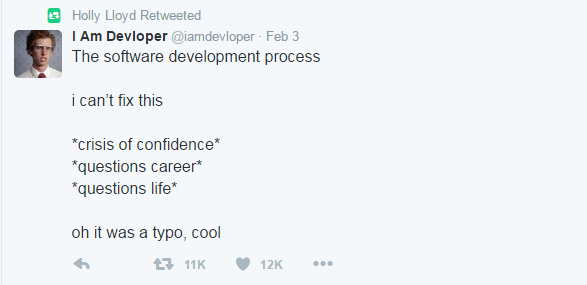 Holly Lloyd Retweeted
I Am Devloper @iamdevloper · Feb 3
The software development process
i can't fix this
*crisis of confidence*
*questions career*
*questions life*
oh it was a typo, cool
11K 12K